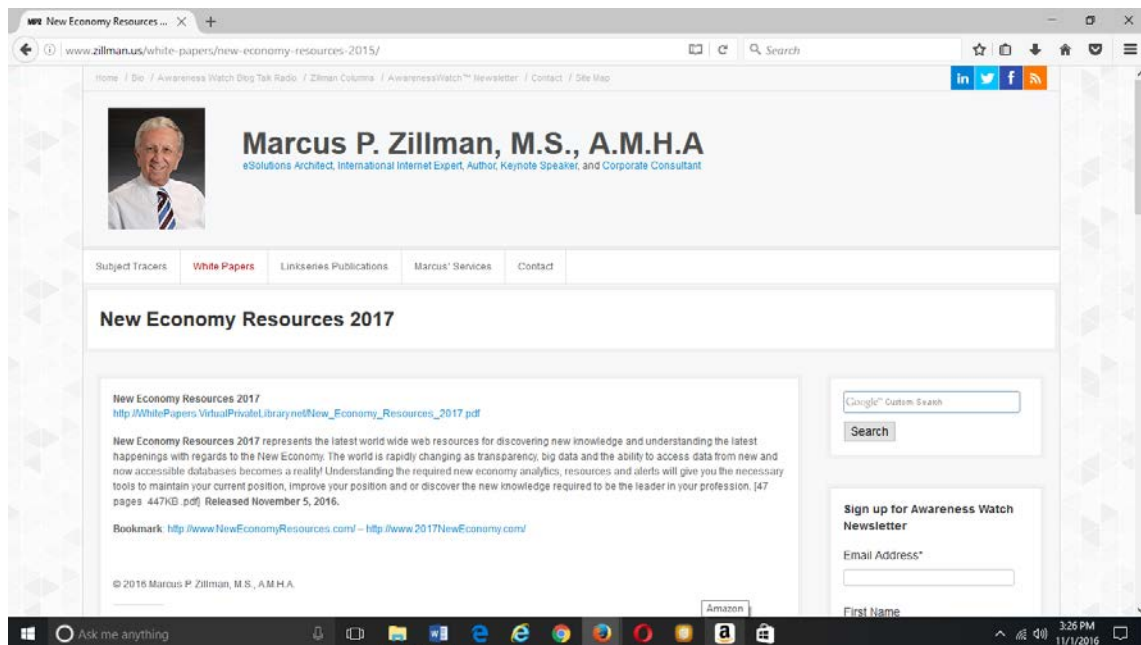 New Economy Resources ...
www.zillman.us/white-papers/new-economy-resources-2015/
Search
Home / Bio / Awareness Watch Blog Talk Radio / Zillman Columns / AwarenessWatch™ Newsletter / Contact / Site Map
in f
Marcus P. Zillman, M.S., A.M.H.A
eSolutions Architect, International Internet Expert, Author, Keynote Speaker, and Corporate Consultant
Subject Tracers White Papers Linkseries Publications Marcus' Services Contact
New Economy Resources 2017
New Economy Resources 2017
http://WhitePapers.VirtualPrivateLibrary.net/New_Economy_Resources_2017.pdf
New Economy Resources 2017 represents the latest world wide web resources for discovering new knowledge and understanding the latest
happenings with regards to the New Economy. The world is rapidly changing as transparency, big data and the ability to access data from new and
now accessible databases becomes a reality! Understanding the required new economy analytics, resources and alerts will give you the necessary
tools to maintain your current position, improve your position and or discover the new knowledge required to be the leader in your profession. [47
pages 447KB .pdf] Released November 5, 2016.
Bookmark: http://www.NewEconomyResources.com/ – http://www.2017NewEconomy.com/
© 2016 Marcus P. Zillman, M.S., A.M.H.A.
Google™ Custom Search
Search
Sign up for Awareness Watch
Newsletter
Email Address*
First Name
Amazon
Ask me anything
3:26 PM
11/1/2016